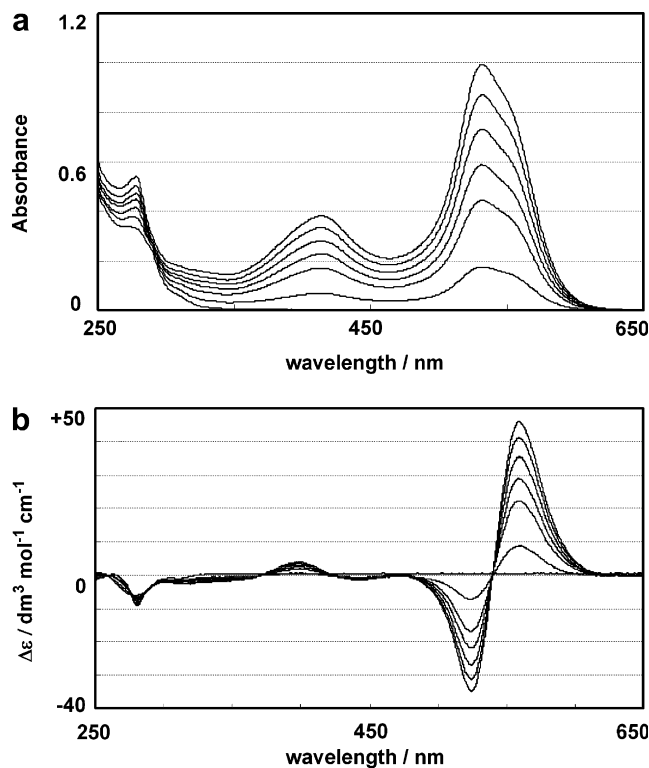 a
1.2
Absorbance
0.6
0
250
450
650
wavelength / nm
b
+50
Δε / dm³ mol⁻¹ cm⁻¹
0
-40
250
450
650
wavelength / nm